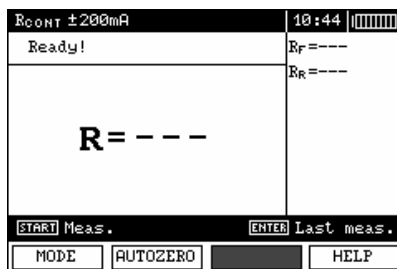 RCONT ±200mA 10:44
Ready!
RF=---
RR=---
R=---
START Meas. ENTER Last meas.
MODE AUTOZERO HELP